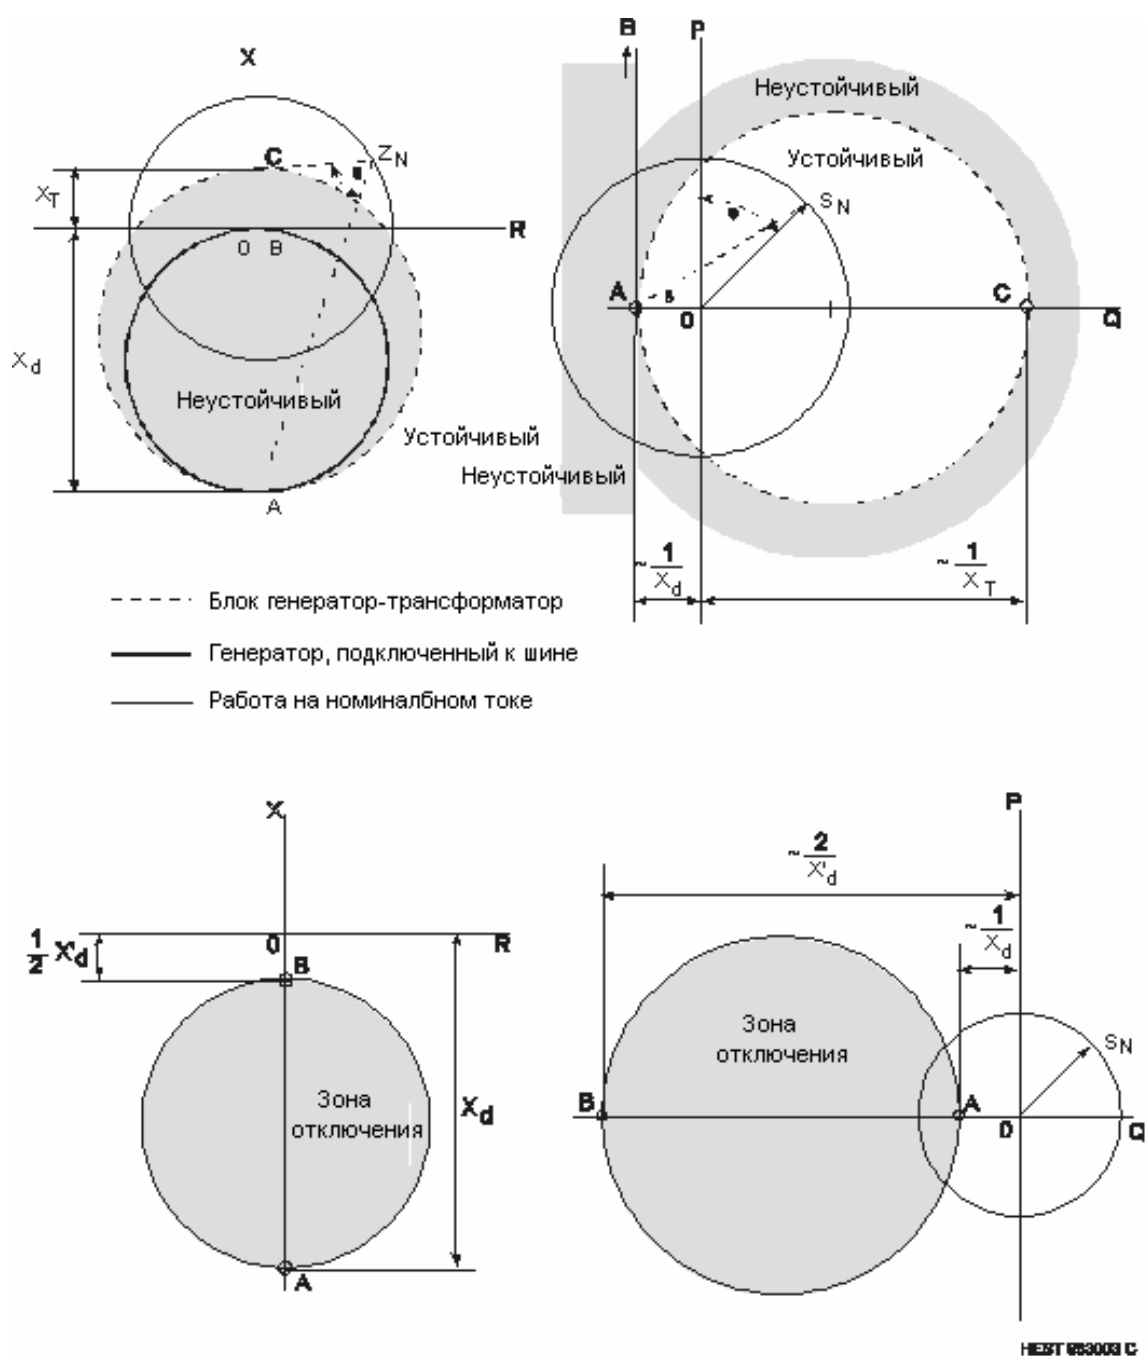 X
C
Z_N
X_T
R
0 B
X_d
Неустойчивый
Устойчивый
A
B
P
Неустойчивый
Устойчивый
S_N
φ
A
δ
0
C
Q
Неустойчивый
~ 1/X_d
~ 1/X_T
Блок генератор-трансформатор
Генератор, подключенный к шине
Работа на номиналбном токе
X
1/2 X'_d
0
R
B
Зона
отключения
X_d
A
P
~ 2/X'_d
~ 1/X_d
Зона
отключения
S_N
B
A
0
Q
HEST 953003 C